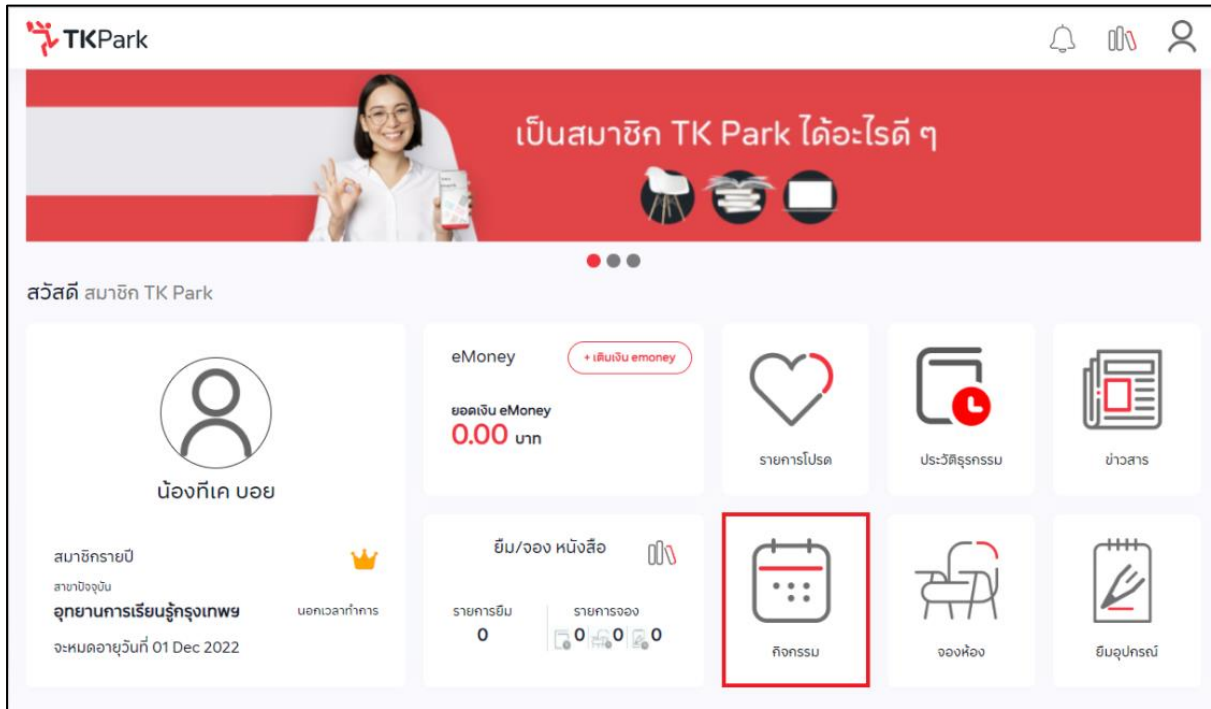 TKPark
เป็นสมาชิก TK Park ได้อะไรดี ๆ
สวัสดี สมาชิก TK Park
น้องทีเค บอย
สมาชิกรายปี
สาขาปัจจุบัน
อุทยานการเรียนรู้กรุงเทพฯ
นอกเวลาทำการ
จะหมดอายุวันที่ 01 Dec 2022
eMoney
+ เติมเงิน emoney
ยอดเงิน eMoney
0.00 บาท
รายการโปรด
ประวัติธุรกรรม
ข่าวสาร
ยืม/จอง หนังสือ
รายการยืม
0
รายการจอง
0 0 0
กิจกรรม
จองห้อง
ยืมอุปกรณ์